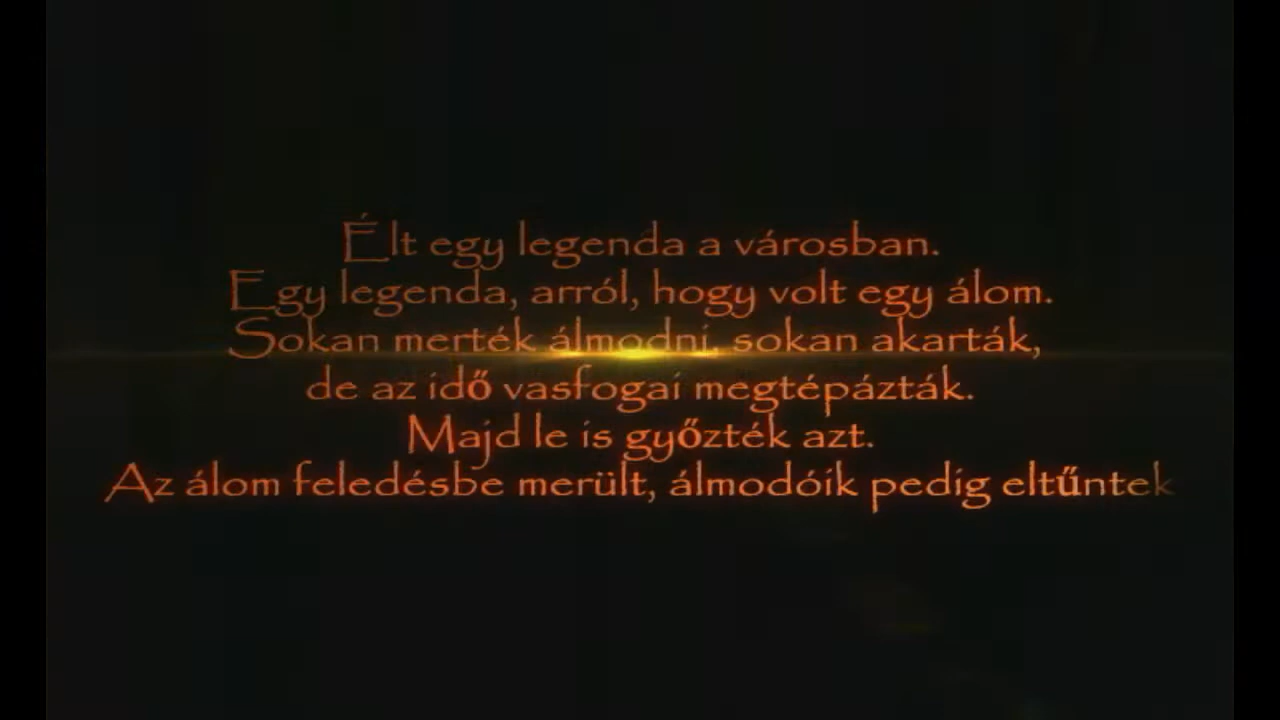 Élt egy legenda a városban.
Egy legenda, arról, hogy volt egy álom.
Sokan merték álmodni, sokan akarták,
de az idő vasfogai megtépázták.
Majd le is győzték azt.
Az álom feledésbe merült, álmodóik pedig eltűntek